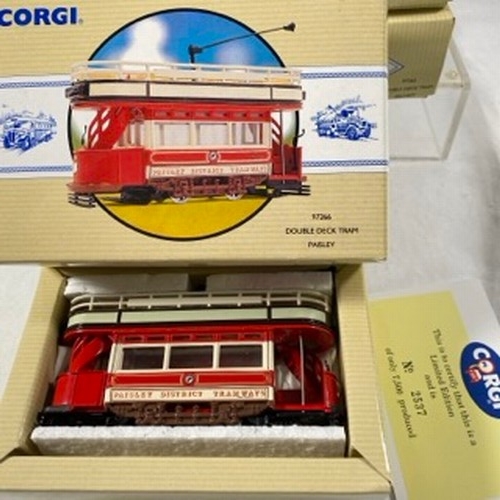 CORGI
PAISLEY DISTRICT TRAMWAYS
97266
DOUBLE DECK TRAM
PAISLEY
PAISLEY DISTRICT TRAMWAYS
This is to certify that this is a
Limited Edition
and is
No 2537
of only 7,500 produced
CORGI